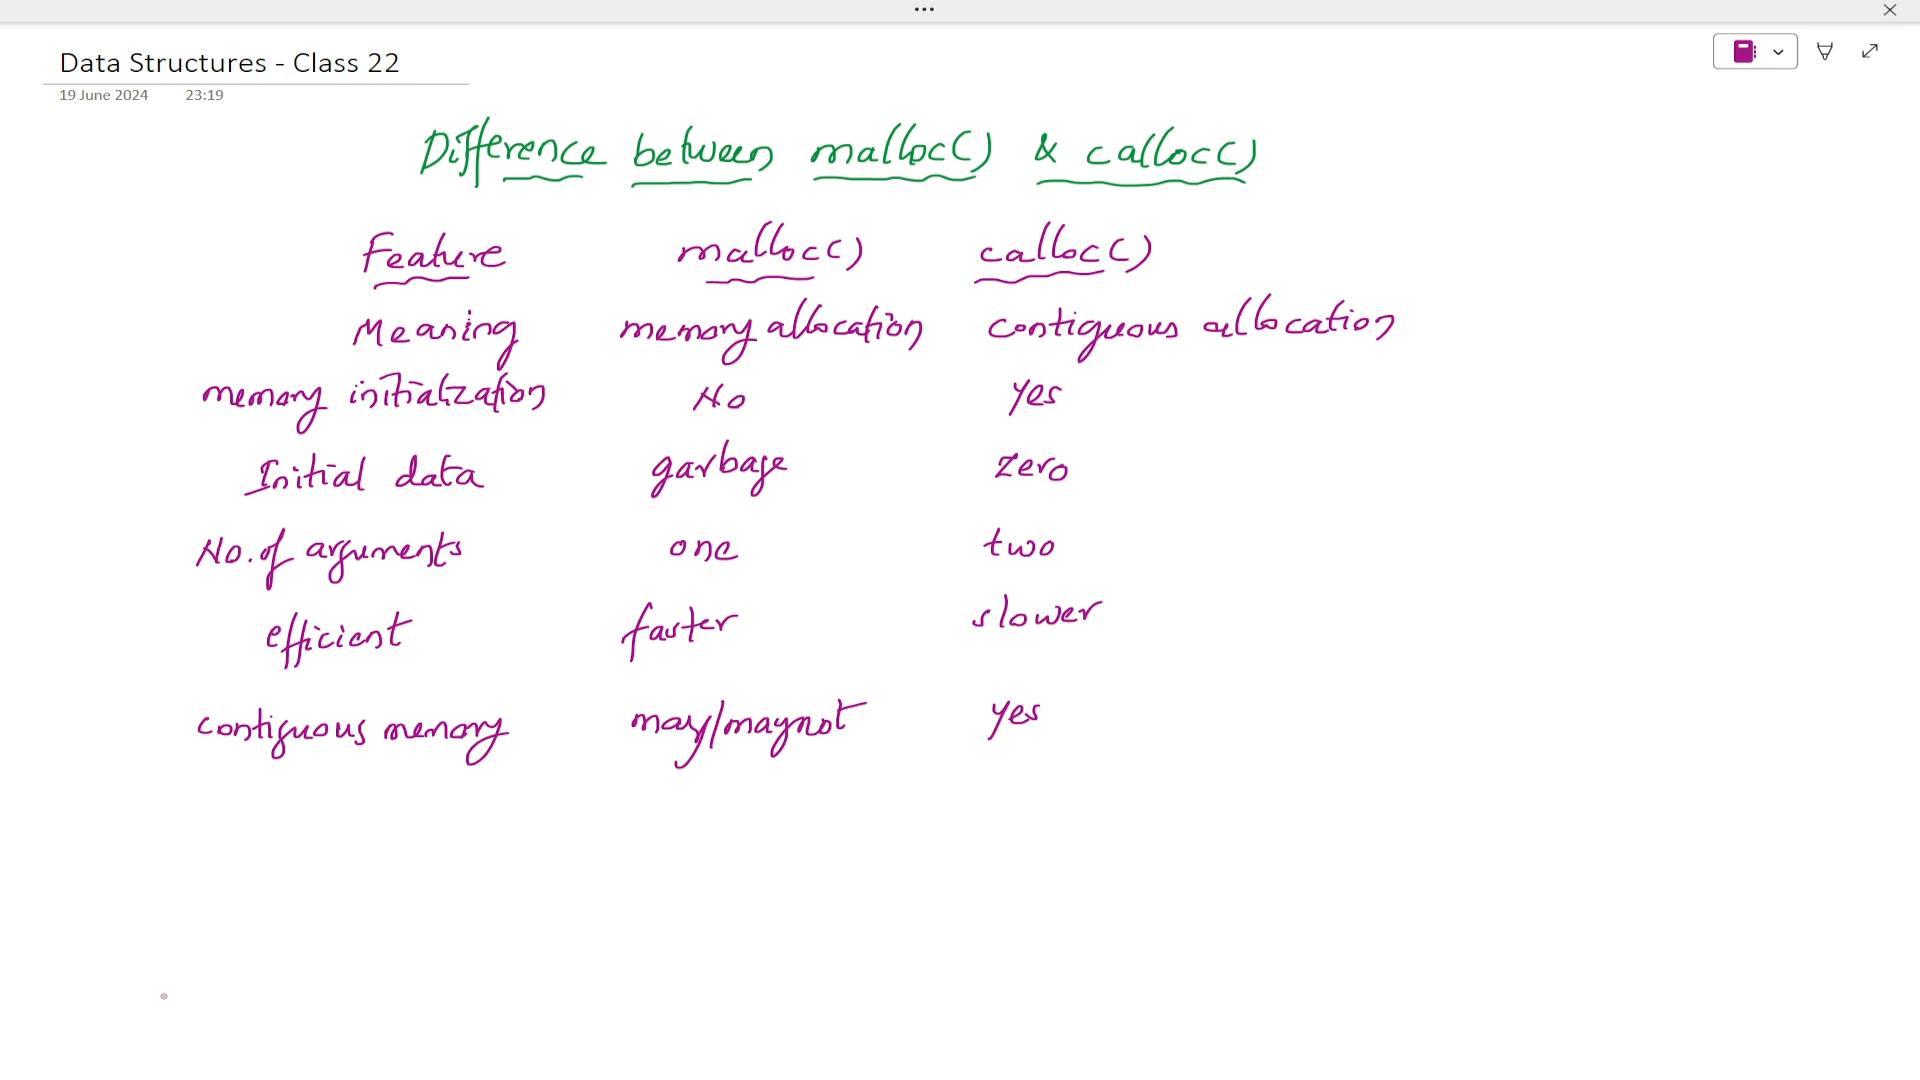 Data Structures - Class 22
19 June 2024 23:19
Difference between malloc() & calloc()
Feature malloc() calloc()
Meaning memory allocation contiguous allocation
memory initialization No Yes
Initial data garbage zero
No. of arguments one two
efficient faster slower
contiguous memory may/maynot yes